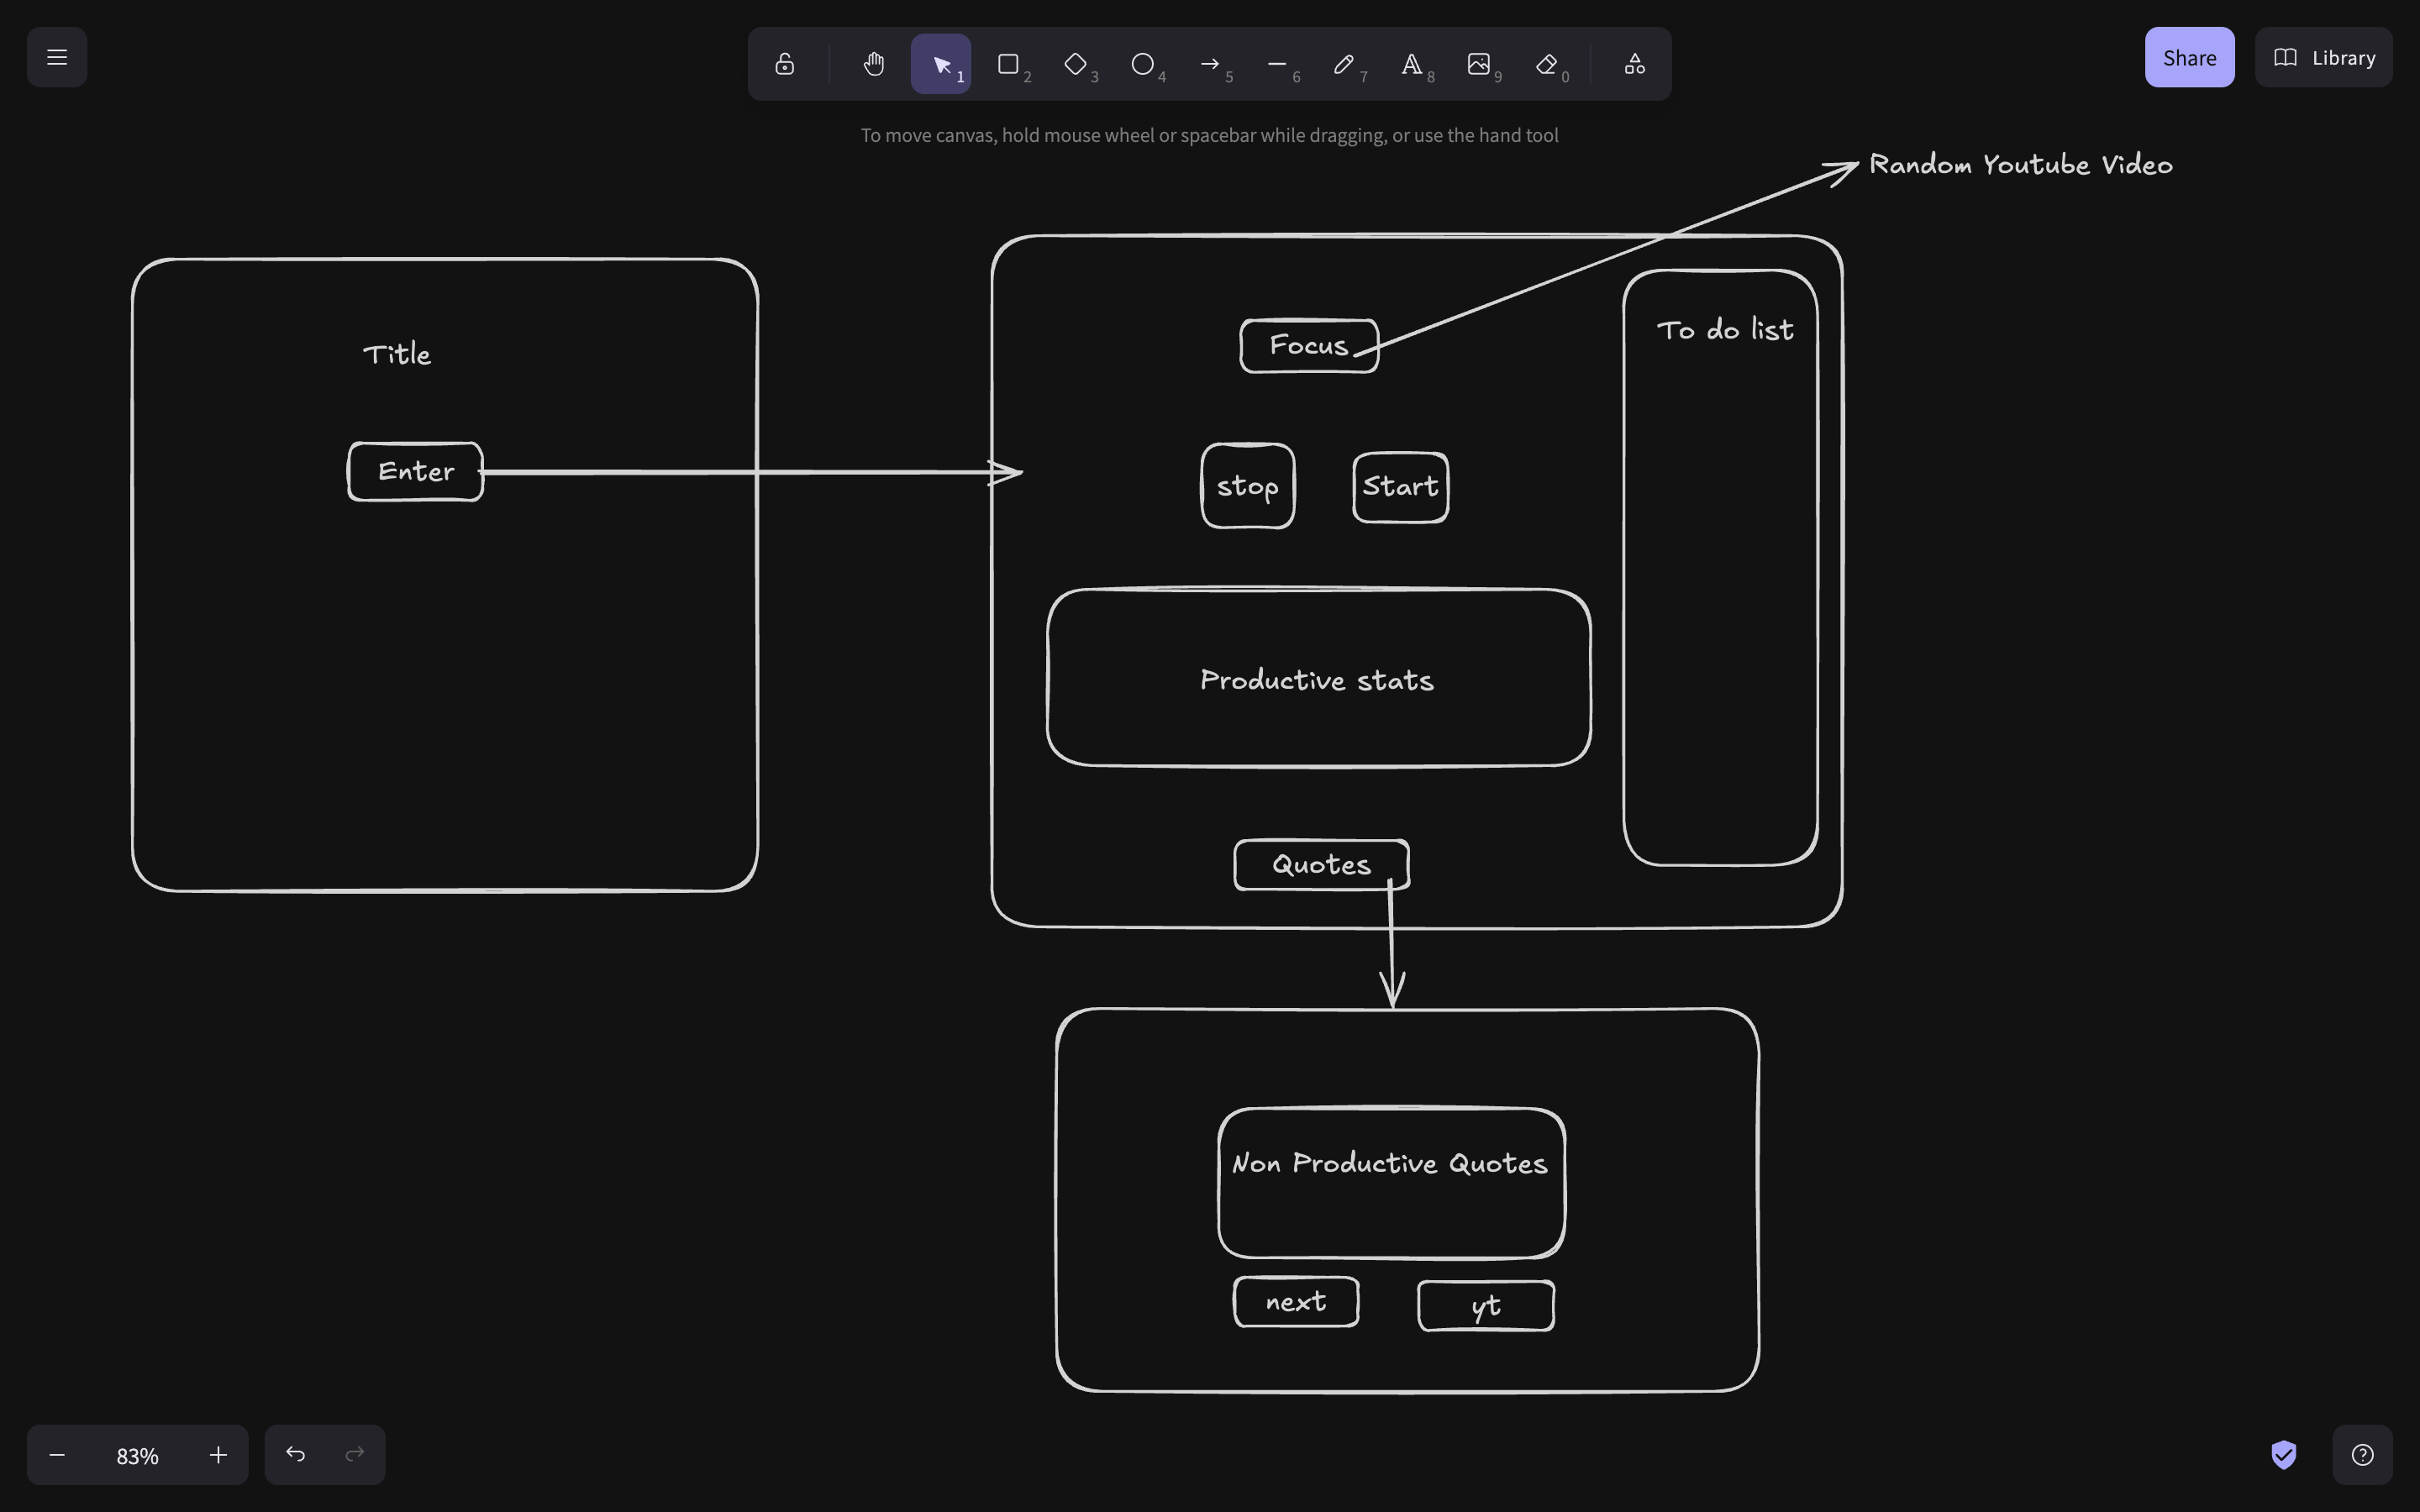 1
2
3
4
5
6
7
8
9
0
Share
Library
To move canvas, hold mouse wheel or spacebar while dragging, or use the hand tool
Random Youtube Video
Title
Enter
Focus
To do list
stop
Start
Productive stats
Quotes
Non Productive Quotes
next
yt
83%